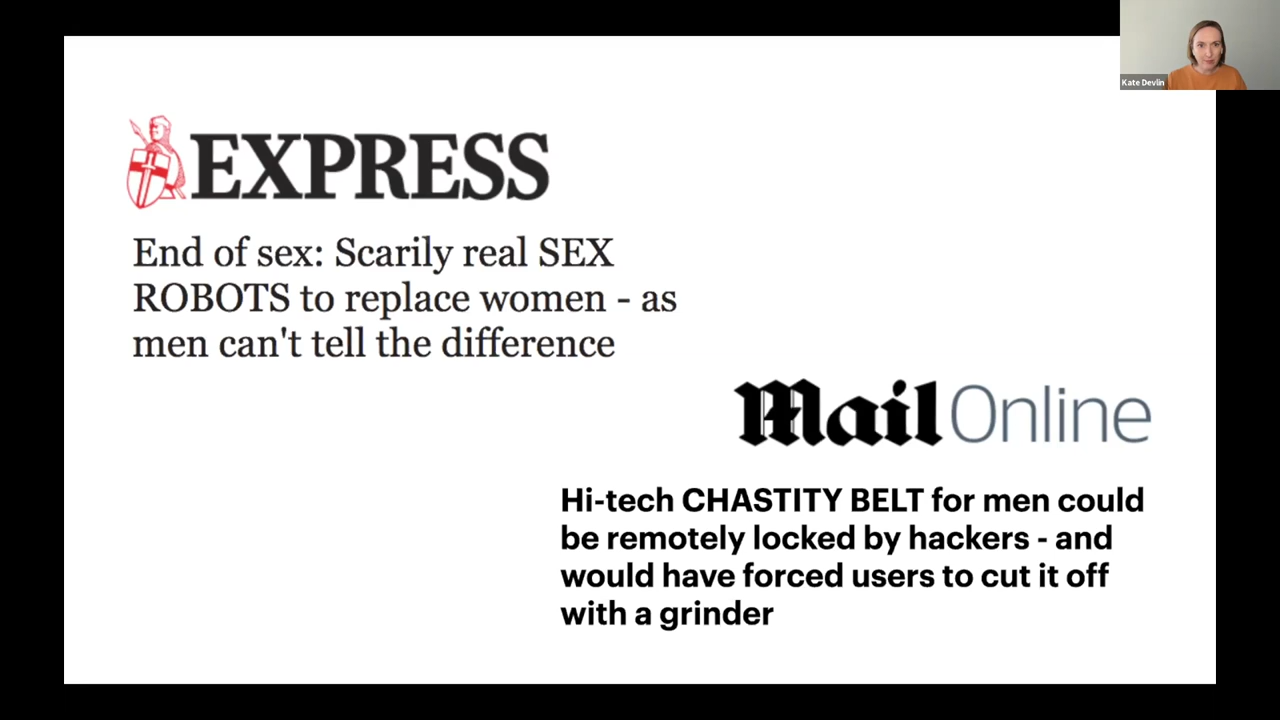 Kate Devlin
EXPRESS
End of sex: Scarily real SEX
ROBOTS to replace women - as
men can't tell the difference
Mail Online
Hi-tech CHASTITY BELT for men could
be remotely locked by hackers - and
would have forced users to cut it off
with a grinder